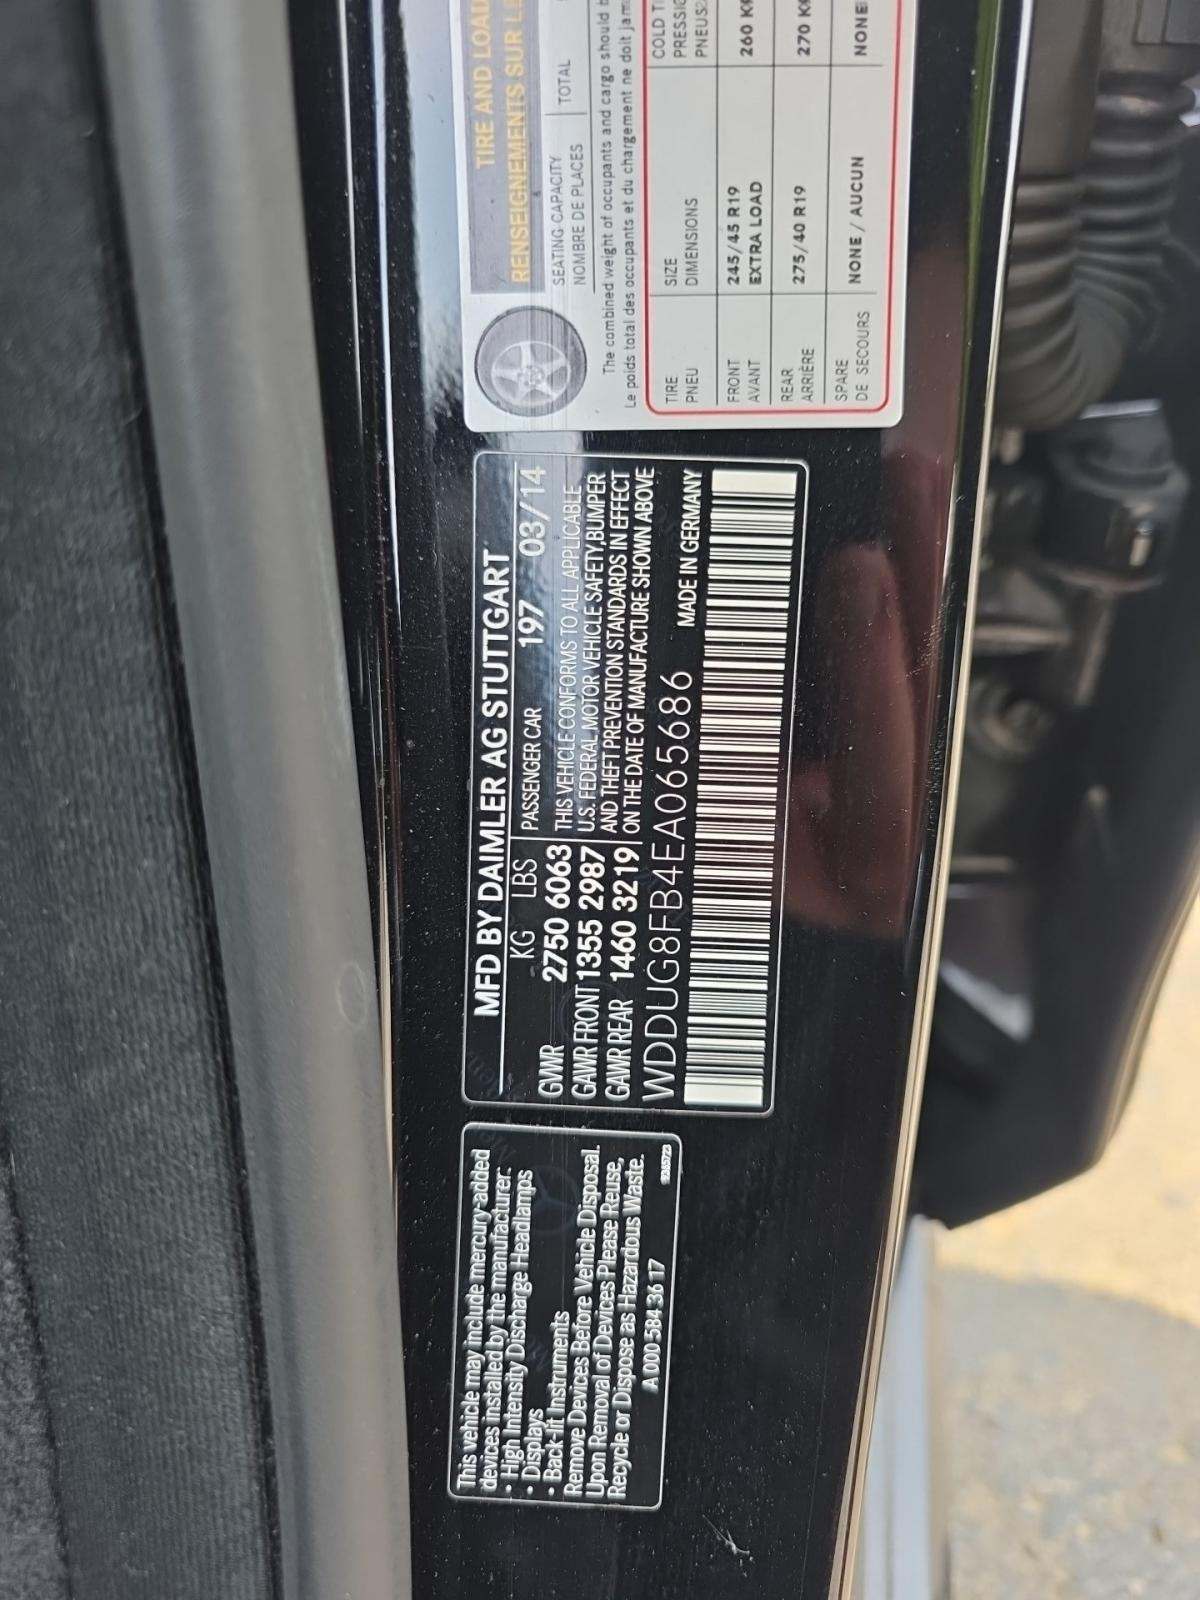 This vehicle may include mercury-added
devices installed by the manufacturer:
• High Intensity Discharge Headlamps
• Displays
• Back-lit Instruments
Remove Devices Before Vehicle Disposal.
Upon Removal of Devices Please Reuse,
Recycle or Dispose as Hazardous Waste.
A 000 584 36 17
MFD BY DAIMLER AG STUTTGART
KG LBS PASSENGER CAR 197 03/14
GVWR 2750 6063
GAWR FRONT 1355 2987
GAWR REAR 1460 3219
THIS VEHICLE CONFORMS TO ALL APPLICABLE
U.S. FEDERAL MOTOR VEHICLE SAFETY,BUMPER
AND THEFT PREVENTION STANDARDS IN EFFECT
ON THE DATE OF MANUFACTURE SHOWN ABOVE
WDDUG8FB4EA065686 MADE IN GERMANY
TIRE AND LOAD
RENSEIGNEMENTS SUR
SEATING CAPACITY TOTAL
NOMBRE DE PLACES
The combined weight of occupants and cargo should
Le poids total des occupants et du chargement ne doit
TIRE SIZE COLD
PNEU DIMENSIONS
FRONT 245/45 R19 260
AVANT EXTRA LOAD
REAR 275/40 R19 270
ARRIÈRE
SPARE NONE / AUCUN NONE
DE SECOURS